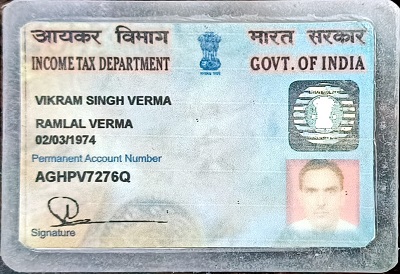 आयकर विभाग भारत सरकार
INCOME TAX DEPARTMENT GOVT. OF INDIA
VIKRAM SINGH VERMA
RAMLAL VERMA
02/03/1974
Permanent Account Number
AGHPV7276Q
Signature